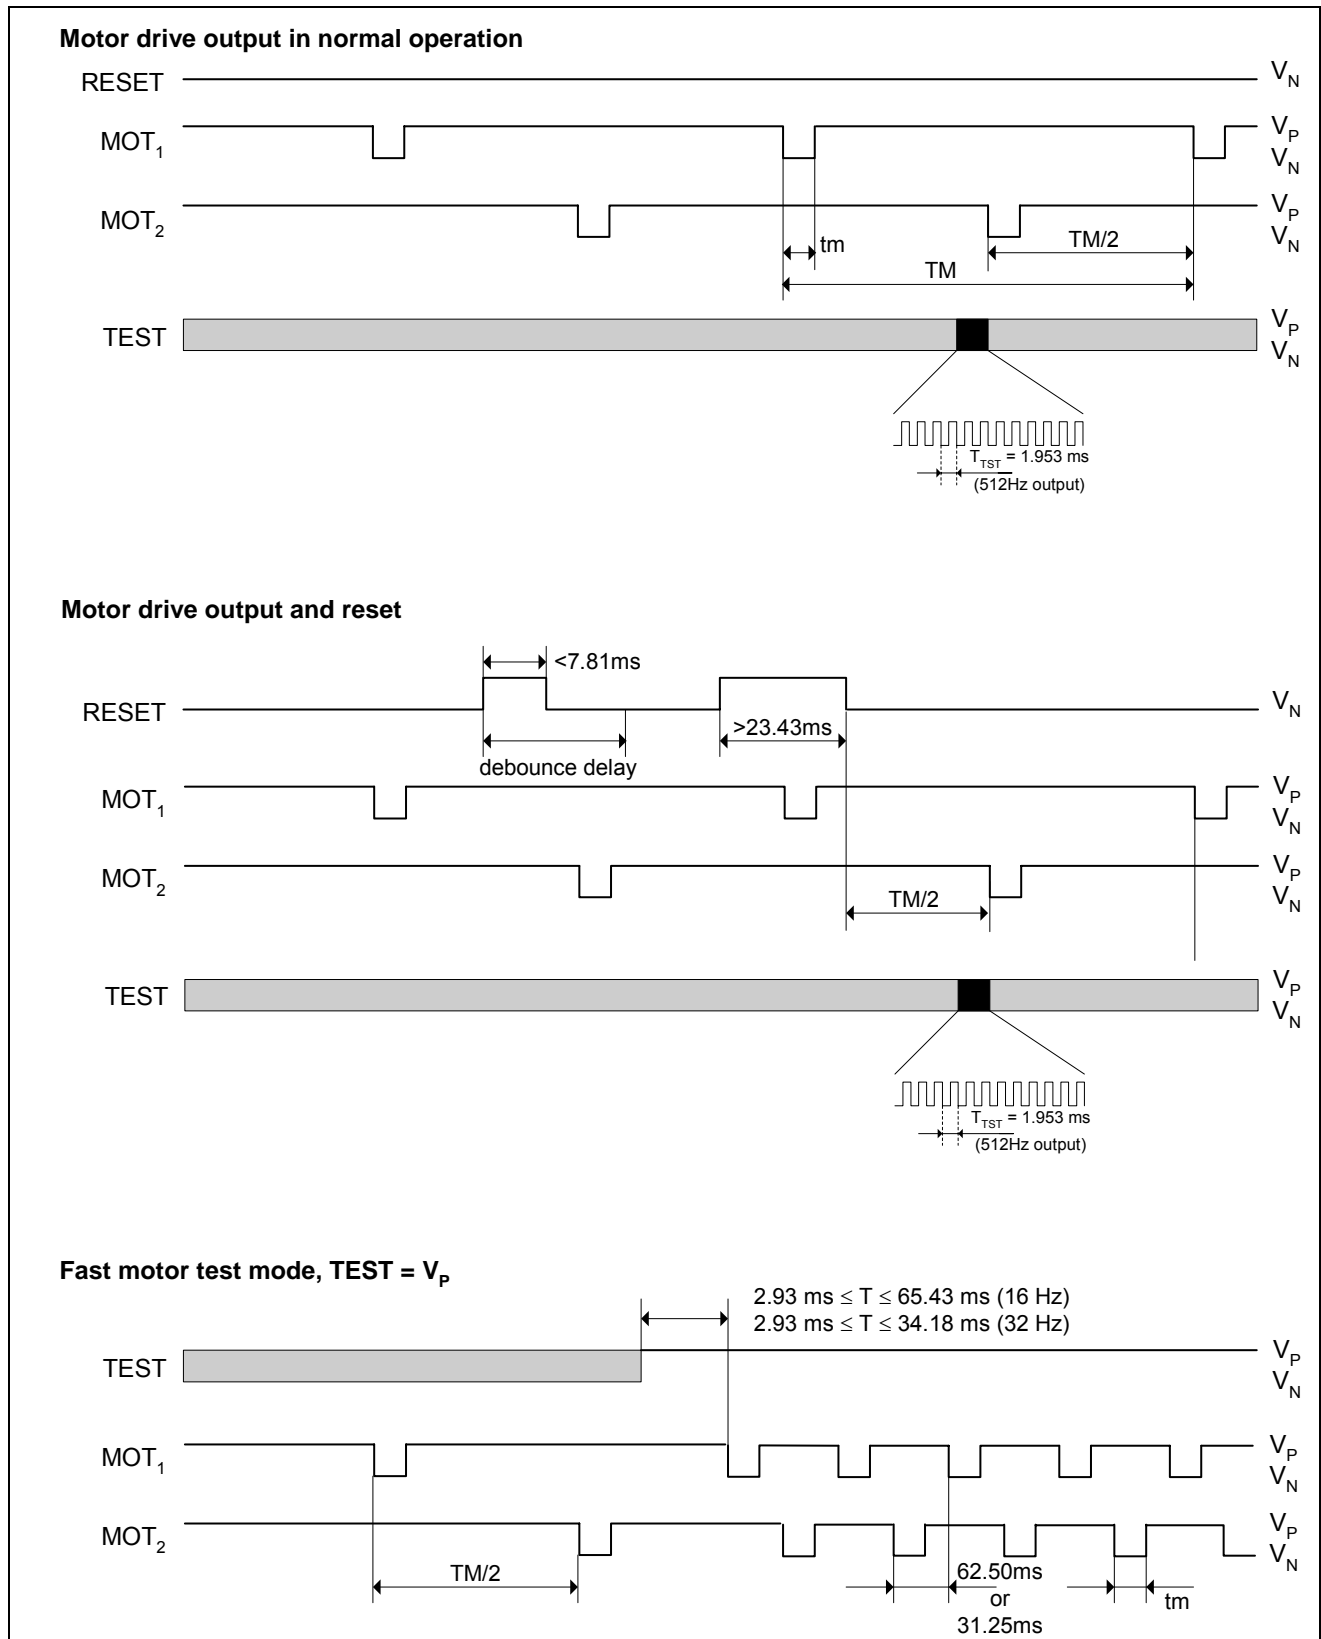 Motor drive output in normal operation
RESET
V_N
MOT_1
V_P
V_N
MOT_2
V_P
V_N
tm
TM/2
TM
TEST
V_P
V_N
T_TST = 1.953 ms
(512Hz output)
Motor drive output and reset
<7.81ms
RESET
V_N
>23.43ms
debounce delay
MOT_1
V_P
V_N
MOT_2
V_P
V_N
TM/2
TEST
V_P
V_N
T_TST = 1.953 ms
(512Hz output)
Fast motor test mode, TEST = V_P
2.93 ms ≤ T ≤ 65.43 ms (16 Hz)
2.93 ms ≤ T ≤ 34.18 ms (32 Hz)
TEST
V_P
V_N
MOT_1
V_P
V_N
MOT_2
V_P
V_N
TM/2
62.50ms
or
31.25ms
tm